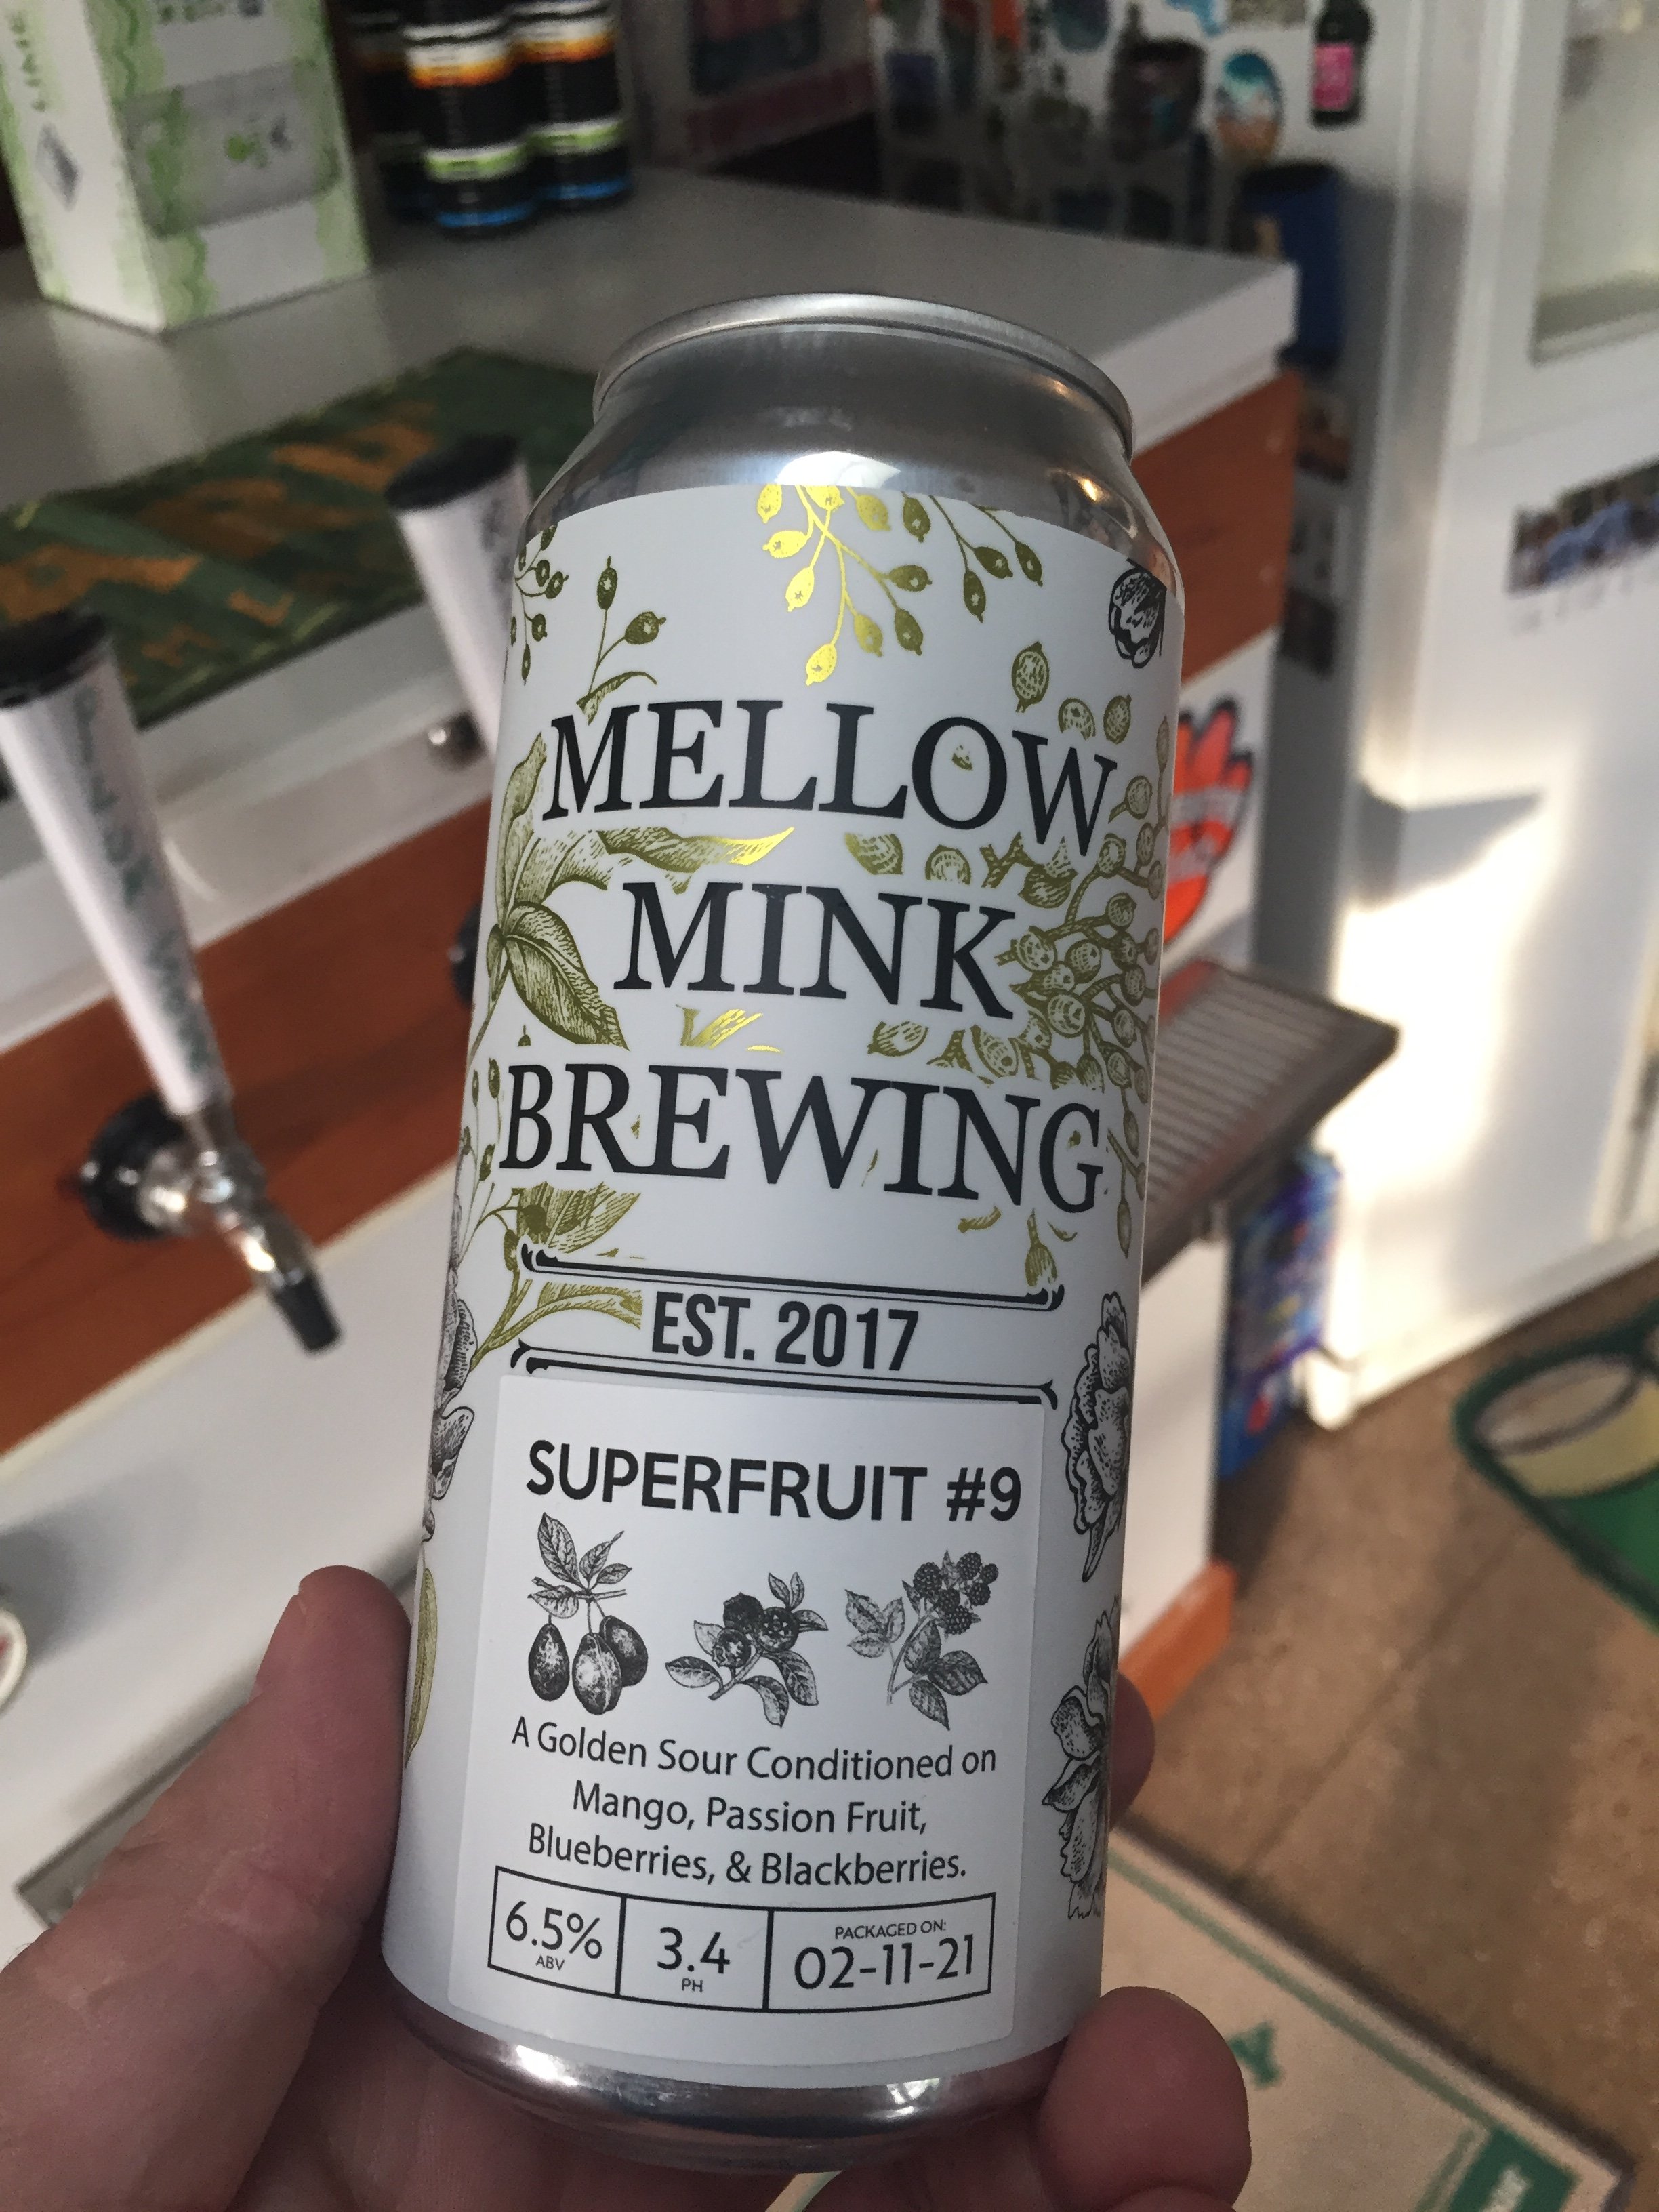 MELLOW
MINK
BREWING
EST. 2017
SUPERFRUIT #9
A Golden Sour Conditioned on
Mango, Passion Fruit,
Blueberries, & Blackberries.
6.5%
ABV
3.4
PH
PACKAGED ON:
02-11-21
LIME